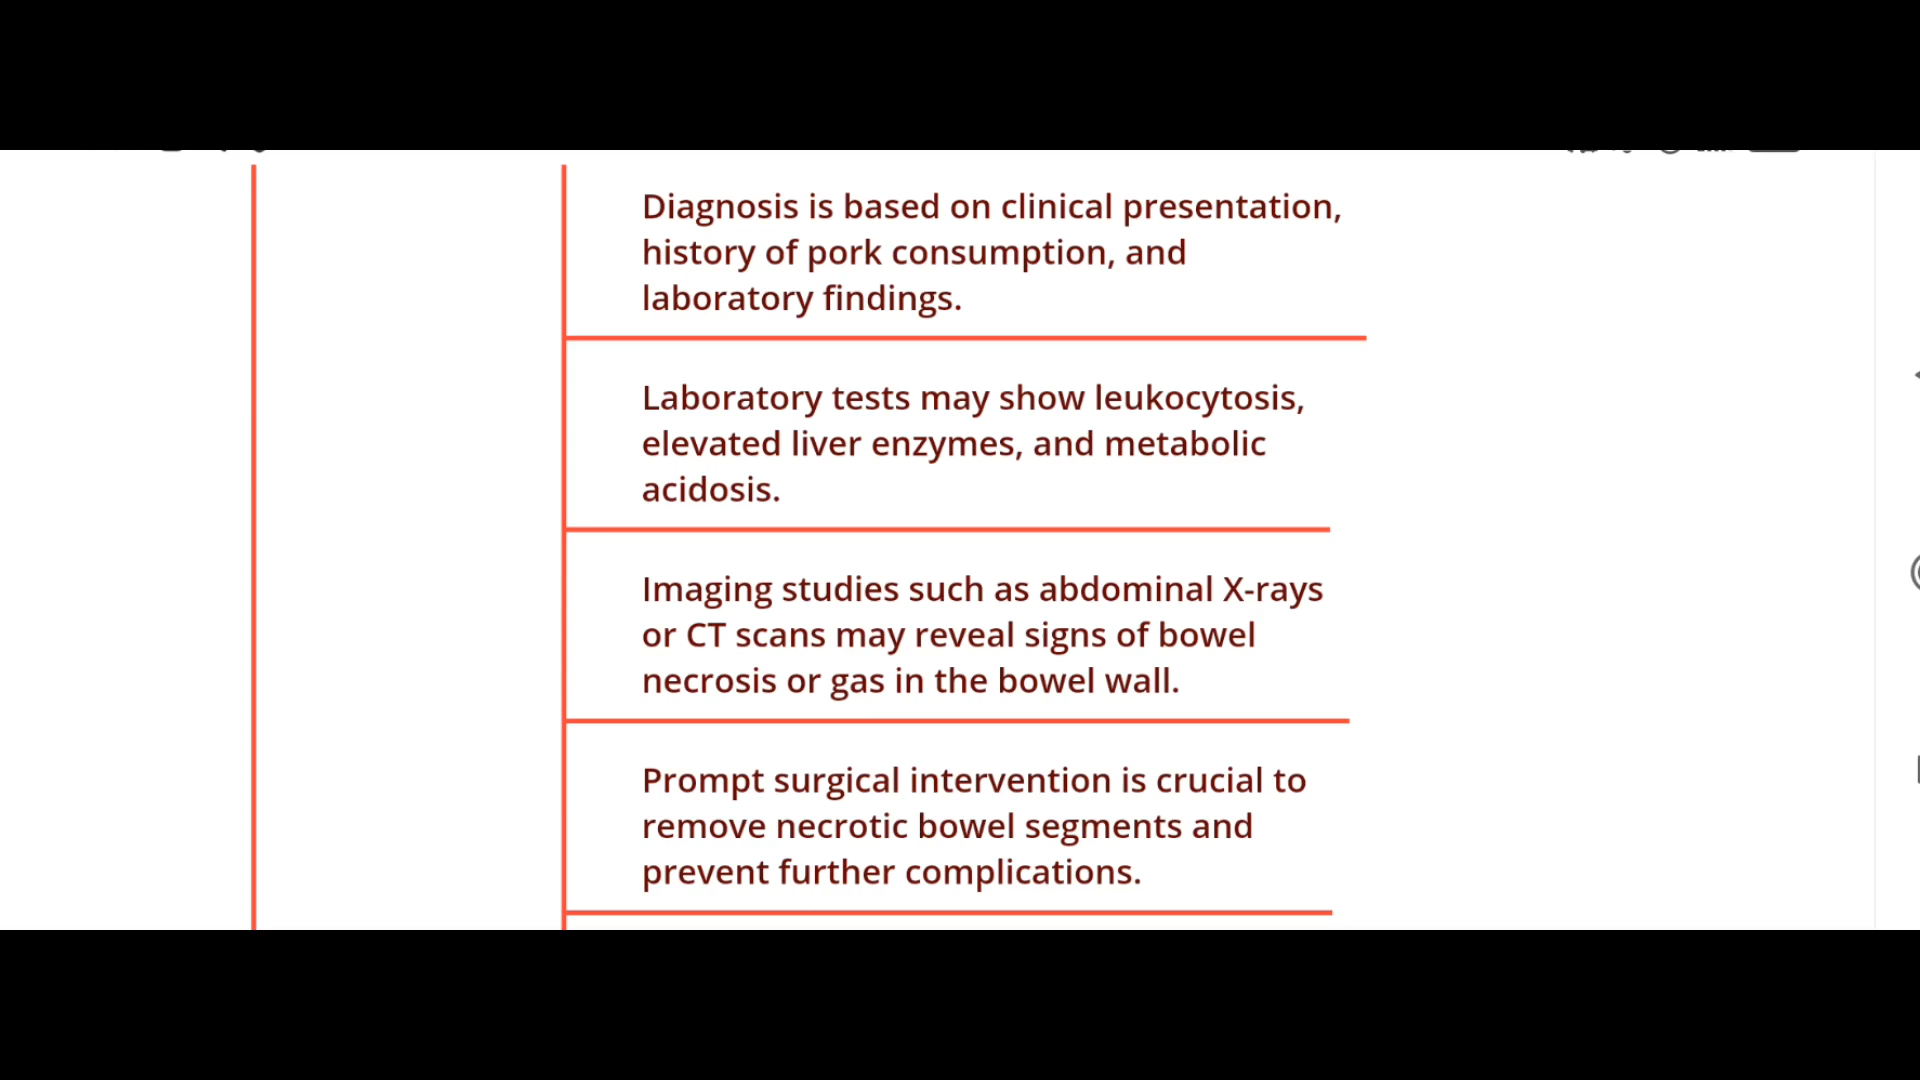 Diagnosis is based on clinical presentation,
history of pork consumption, and
laboratory findings.
Laboratory tests may show leukocytosis,
elevated liver enzymes, and metabolic
acidosis.
Imaging studies such as abdominal X-rays
or CT scans may reveal signs of bowel
necrosis or gas in the bowel wall.
Prompt surgical intervention is crucial to
remove necrotic bowel segments and
prevent further complications.